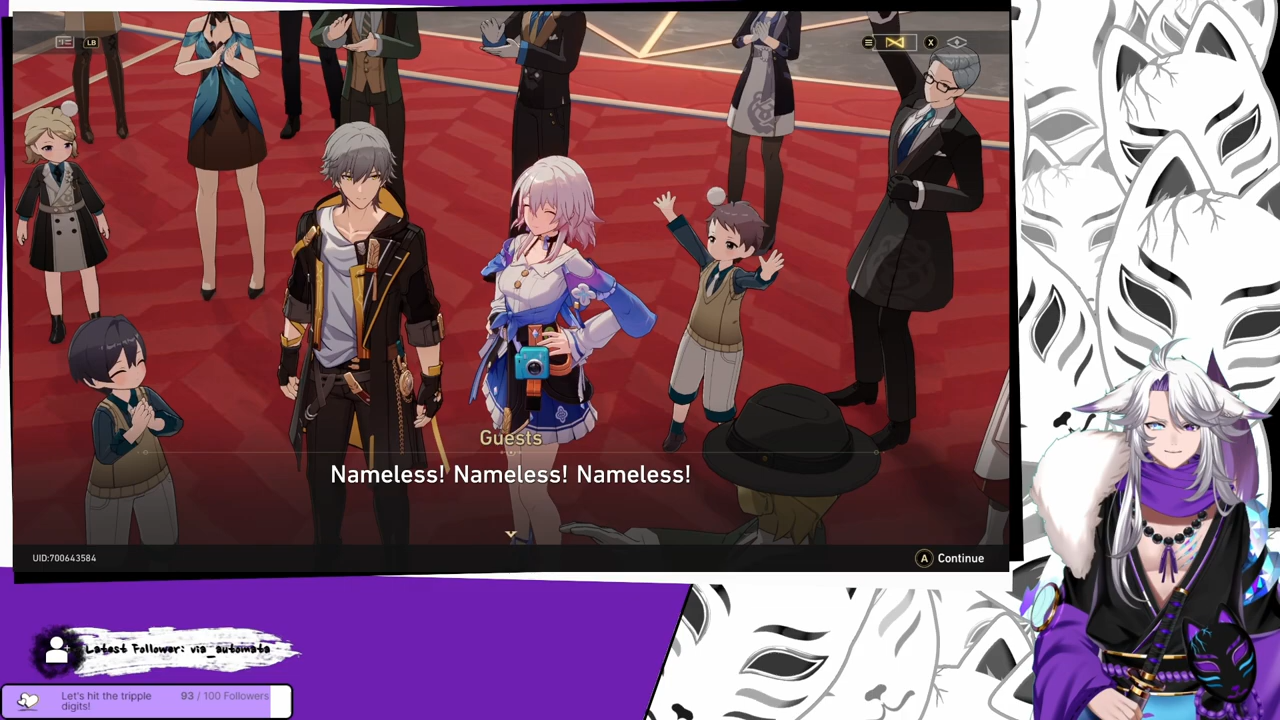 LB
X
Guests
Nameless! Nameless! Nameless!
UID:700643584
A Continue
Latest Follower: via_automata
Let's hit the tripple
digits!
93 / 100 Followers